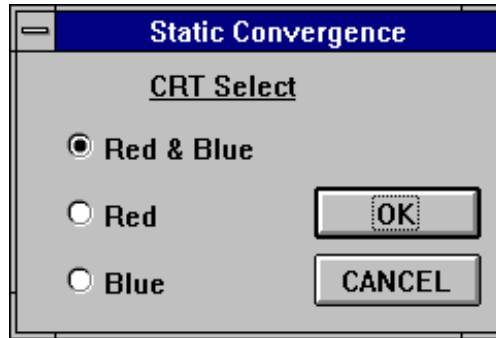 Static Convergence
CRT Select
Red & Blue
Red
OK
Blue
CANCEL